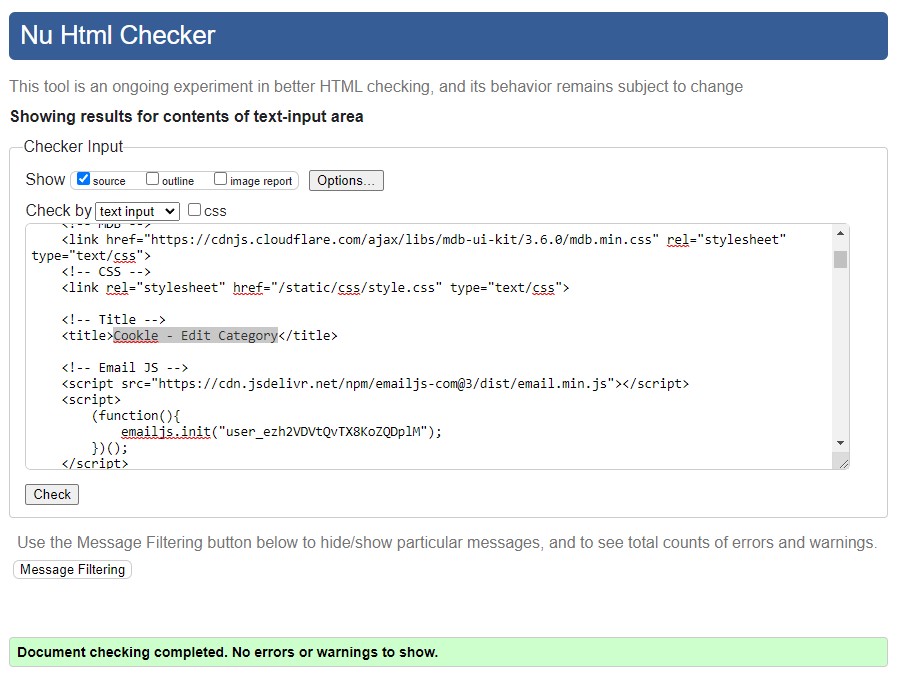 Nu Html Checker
This tool is an ongoing experiment in better HTML checking, and its behavior remains subject to change
Showing results for contents of text-input area
Checker Input
Show source outline image report Options...
Check by text input css
<!-- MDB -->
<link href="https://cdnjs.cloudflare.com/ajax/libs/mdb-ui-kit/3.6.0/mdb.min.css" rel="stylesheet"
type="text/css">
<!-- CSS -->
<link rel="stylesheet" href="/static/css/style.css" type="text/css">
<!-- Title -->
<title>Cookle - Edit Category</title>
<!-- Email JS -->
<script src="https://cdn.jsdelivr.net/npm/emailjs-com@3/dist/email.min.js"></script>
<script>
(function(){
emailjs.init("user_ezh2VDVtQvTX8KoZQDplM");
})();
</script>
Check
Use the Message Filtering button below to hide/show particular messages, and to see total counts of errors and warnings.
Message Filtering
Document checking completed. No errors or warnings to show.